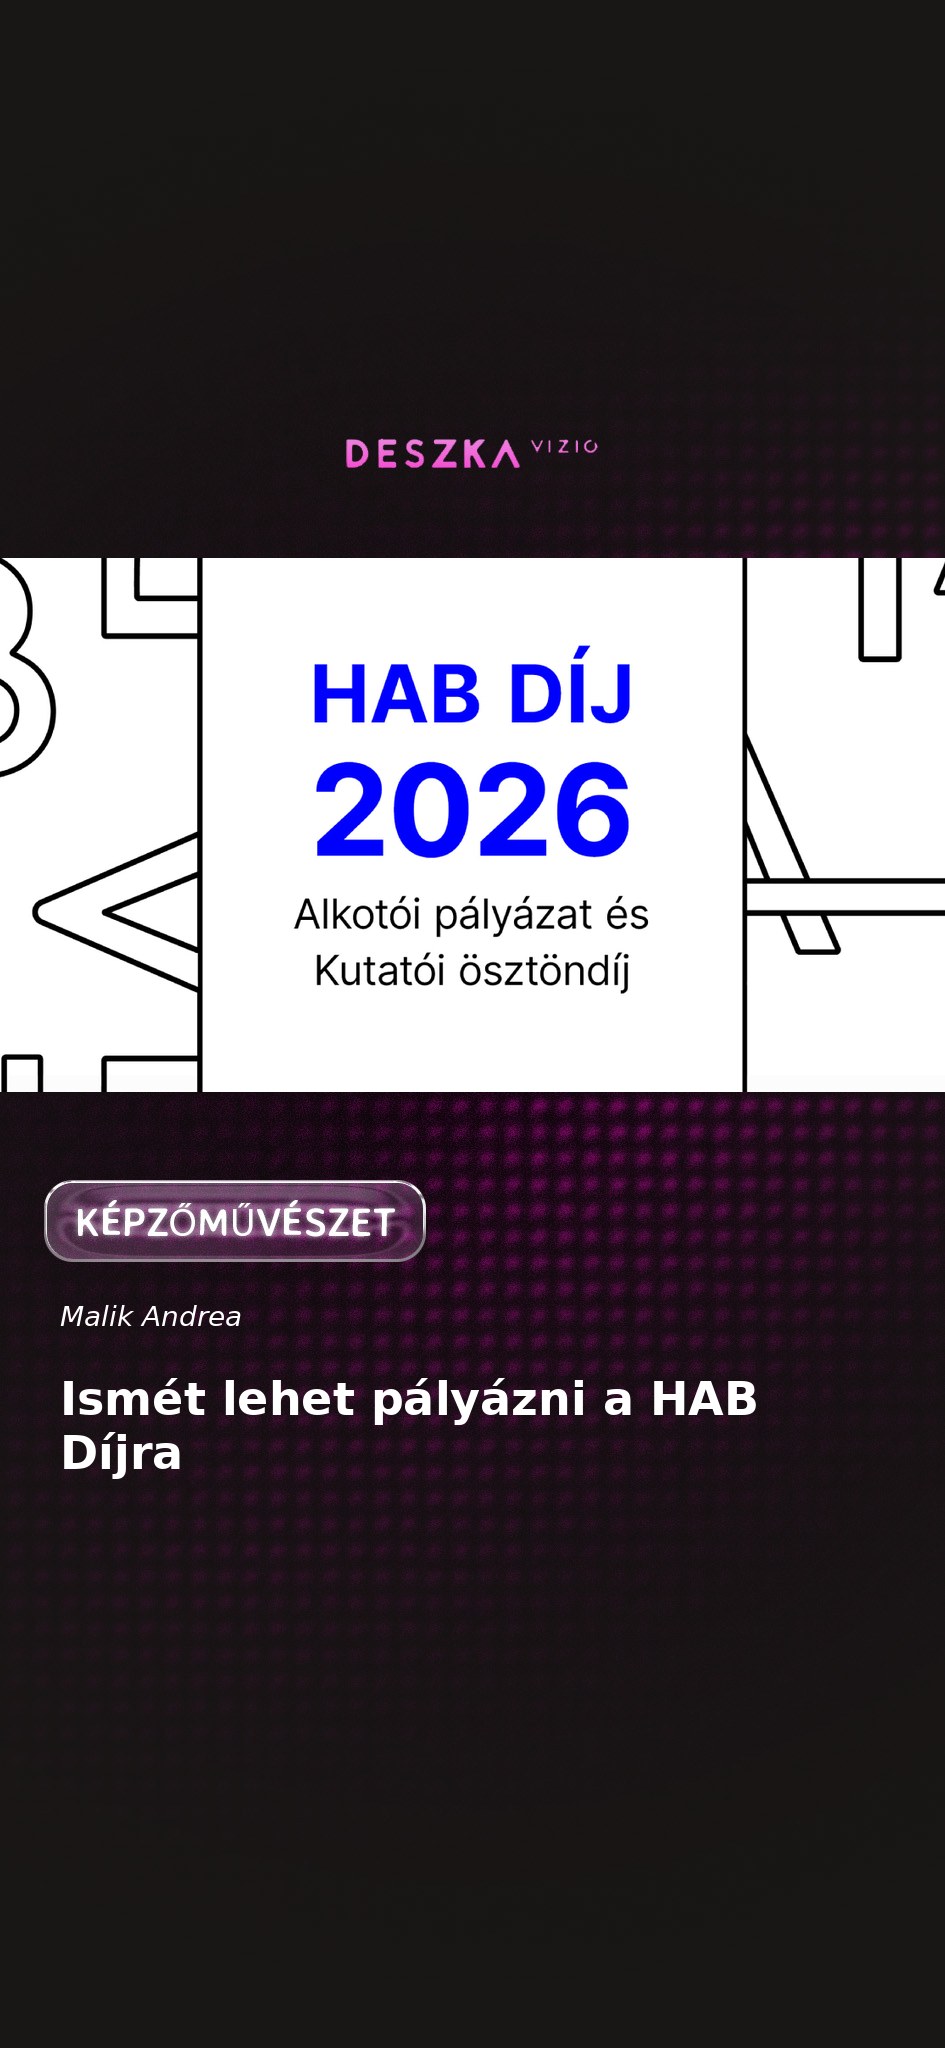 DESZKA VIZIO
HAB DÍJ
2026
Alkotói pályázat és
Kutatói ösztöndíj
KÉPZŐMŰVÉSZET
Malik Andrea
Ismét lehet pályázni a HAB
Díjra